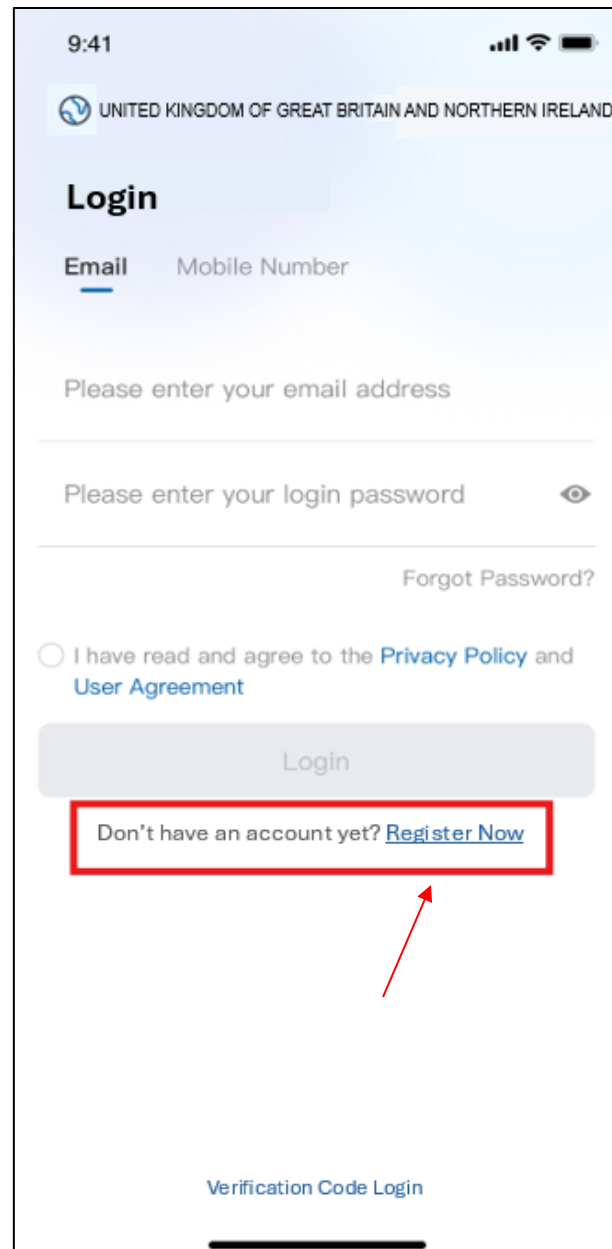 9:41
UNITED KINGDOM OF GREAT BRITAIN AND NORTHERN IRELAND
Login
Email Mobile Number
Please enter your email address
Please enter your login password
Forgot Password?
I have read and agree to the Privacy Policy and
User Agreement
Login
Don't have an account yet? Register Now
Verification Code Login